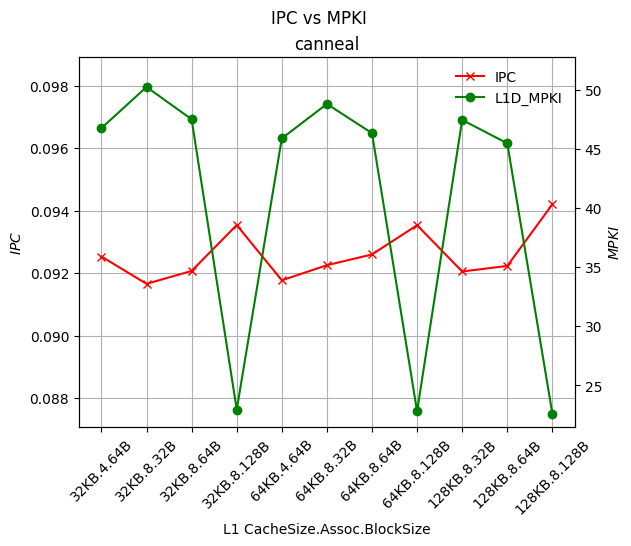 IPC vs MPKI
canneal
IPC
L1D_MPKI
0.098
0.096
0.094
0.092
0.090
0.088
IPC
50
45
40
35
30
25
MPKI
32KB.4.64B
32KB.8.32B
32KB.8.64B
32KB.8.128B
64KB.4.64B
64KB.8.32B
64KB.8.64B
64KB.8.128B
128KB.8.32B
128KB.8.64B
128KB.8.128B
L1 CacheSize.Assoc.BlockSize